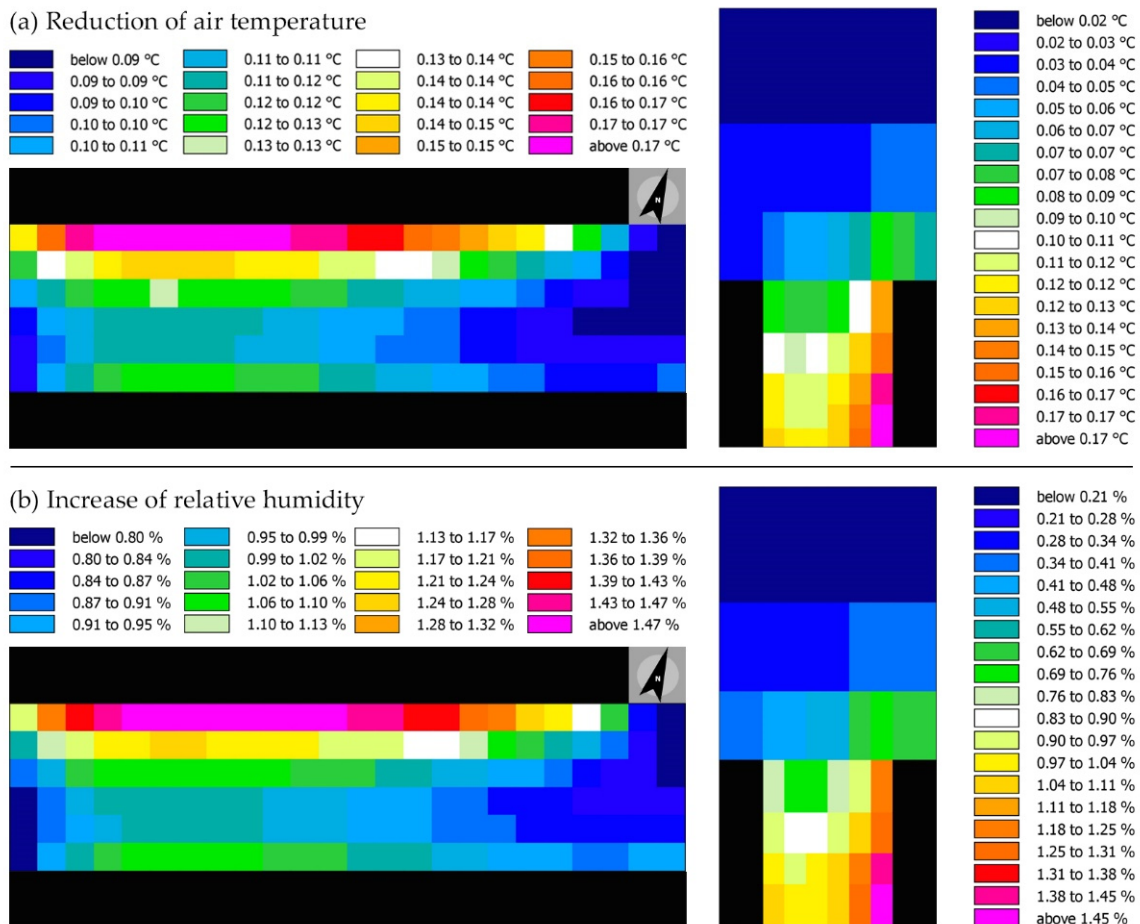 (a) Reduction of air temperature
below 0.09 °C
0.09 to 0.09 °C
0.09 to 0.10 °C
0.10 to 0.10 °C
0.10 to 0.11 °C
0.11 to 0.11 °C
0.11 to 0.12 °C
0.12 to 0.12 °C
0.12 to 0.13 °C
0.13 to 0.13 °C
0.13 to 0.14 °C
0.14 to 0.14 °C
0.14 to 0.14 °C
0.14 to 0.15 °C
0.15 to 0.15 °C
0.15 to 0.16 °C
0.16 to 0.16 °C
0.16 to 0.17 °C
0.17 to 0.17 °C
above 0.17 °C
N
below 0.02 °C
0.02 to 0.03 °C
0.03 to 0.04 °C
0.04 to 0.05 °C
0.05 to 0.06 °C
0.06 to 0.07 °C
0.07 to 0.07 °C
0.07 to 0.08 °C
0.08 to 0.09 °C
0.09 to 0.10 °C
0.10 to 0.11 °C
0.11 to 0.12 °C
0.12 to 0.12 °C
0.12 to 0.13 °C
0.13 to 0.14 °C
0.14 to 0.15 °C
0.15 to 0.16 °C
0.16 to 0.17 °C
0.17 to 0.17 °C
above 0.17 °C
(b) Increase of relative humidity
below 0.80 %
0.80 to 0.84 %
0.84 to 0.87 %
0.87 to 0.91 %
0.91 to 0.95 %
0.95 to 0.99 %
0.99 to 1.02 %
1.02 to 1.06 %
1.06 to 1.10 %
1.10 to 1.13 %
1.13 to 1.17 %
1.17 to 1.21 %
1.21 to 1.24 %
1.24 to 1.28 %
1.28 to 1.32 %
1.32 to 1.36 %
1.36 to 1.39 %
1.39 to 1.43 %
1.43 to 1.47 %
above 1.47 %
N
below 0.21 %
0.21 to 0.28 %
0.28 to 0.34 %
0.34 to 0.41 %
0.41 to 0.48 %
0.48 to 0.55 %
0.55 to 0.62 %
0.62 to 0.69 %
0.69 to 0.76 %
0.76 to 0.83 %
0.83 to 0.90 %
0.90 to 0.97 %
0.97 to 1.04 %
1.04 to 1.11 %
1.11 to 1.18 %
1.18 to 1.25 %
1.25 to 1.31 %
1.31 to 1.38 %
1.38 to 1.45 %
above 1.45 %